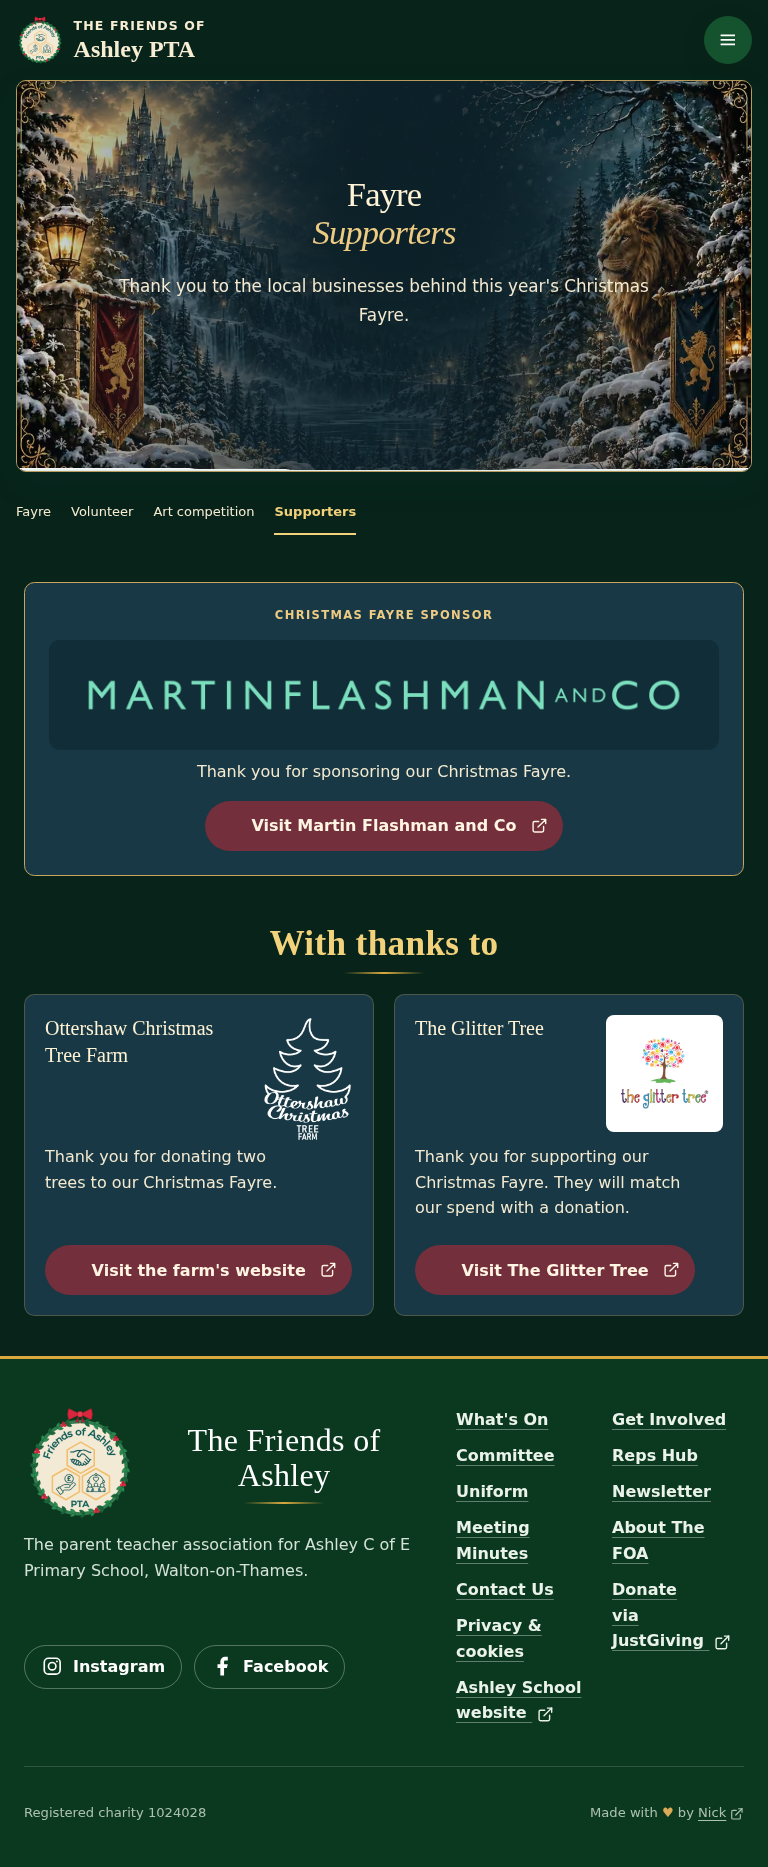 THE FRIENDS OF
Ashley PTA
Fayre
Supporters
Thank you to the local businesses behind this year's Christmas
Fayre.
Fayre Volunteer Art competition Supporters
CHRISTMAS FAYRE SPONSOR
MARTINFLASHMANANDCO
Thank you for sponsoring our Christmas Fayre.
Visit Martin Flashman and Co
With thanks to
Ottershaw Christmas
Tree Farm
Ottershaw
Christmas
TREE
FARM
Thank you for donating two
trees to our Christmas Fayre.
Visit the farm's website
The Glitter Tree
the glitter tree
Thank you for supporting our
Christmas Fayre. They will match
our spend with a donation.
Visit The Glitter Tree
Friends of Ashley
PTA
The Friends of
Ashley
The parent teacher association for Ashley C of E
Primary School, Walton-on-Thames.
Instagram
Facebook
What's On
Committee
Uniform
Meeting
Minutes
Contact Us
Privacy &
cookies
Ashley School
website
Get Involved
Reps Hub
Newsletter
About The
FOA
Donate
via
JustGiving
Registered charity 1024028
Made with ♥ by Nick